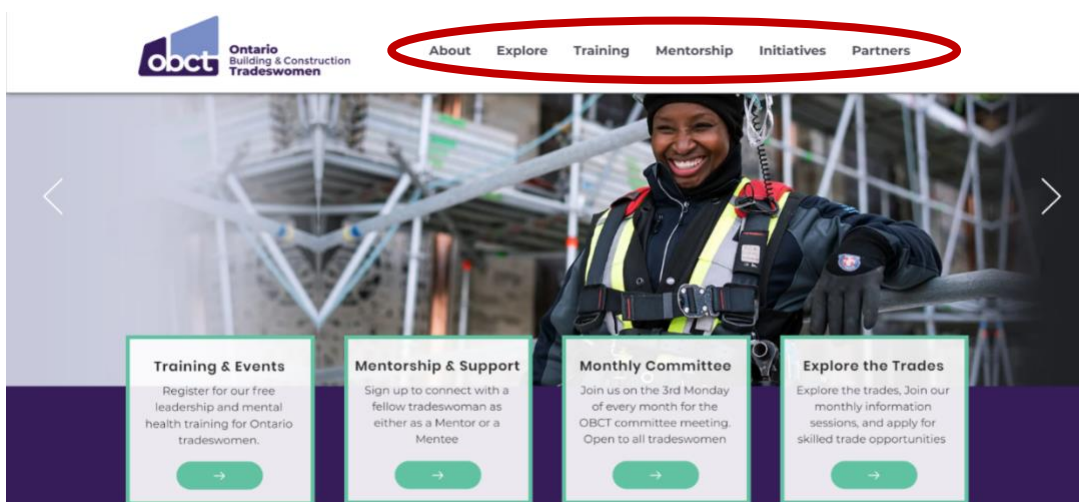 obct
Ontario
Building & Construction
Tradeswomen
About Explore Training Mentorship Initiatives Partners
Training & Events
Register for our free
leadership and mental
health training for Ontario
tradeswomen.
Mentorship & Support
Sign up to connect with a
fellow tradeswoman as
either as a Mentor or a
Mentee
Monthly Committee
Join us on the 3rd Monday
of every month for the
OBCT committee meeting.
Open to all tradeswomen
Explore the Trades
Explore the trades, Join our
monthly information
sessions, and apply for
skilled trade opportunities